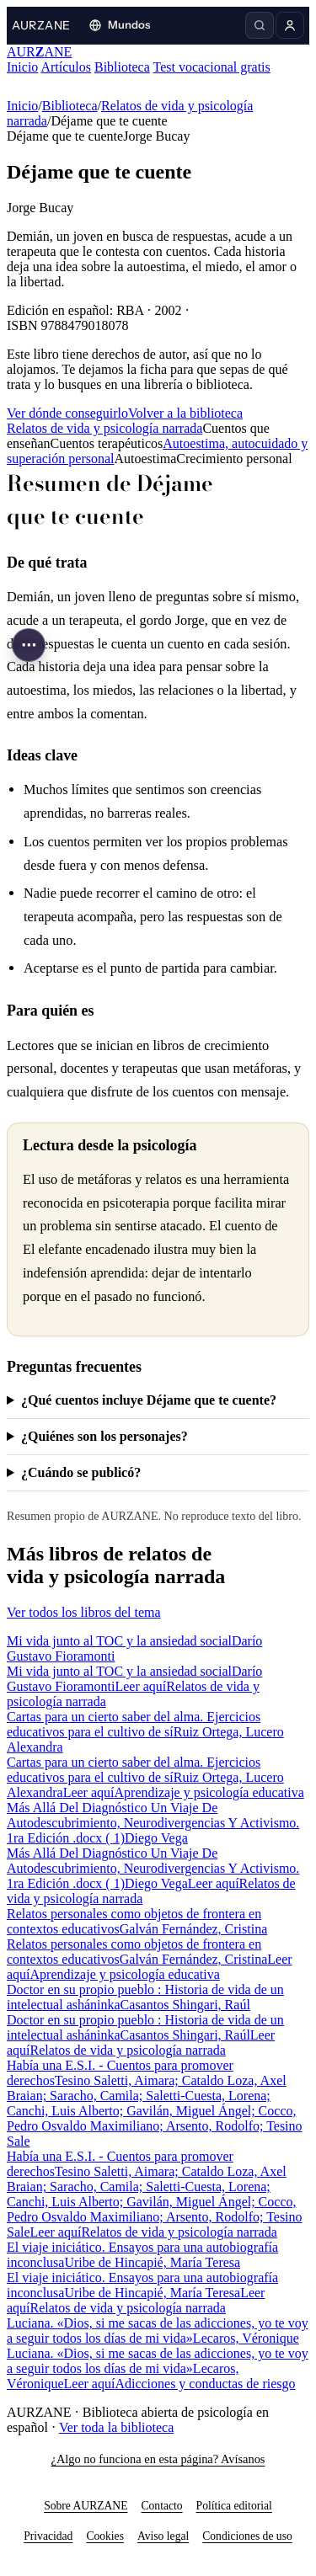 AURZANE Mundos
AURZANE
Inicio Artículos Biblioteca Test vocacional gratis
Inicio/Biblioteca/Relatos de vida y psicología
narrada/Déjame que te cuente
Déjame que te cuenteJorge Bucay
Déjame que te cuente
Jorge Bucay
Demián, un joven en busca de respuestas, acude a un
terapeuta que le contesta con cuentos. Cada historia
deja una idea sobre la autoestima, el miedo, el amor o
la libertad.
Edición en español: RBA · 2002 ·
ISBN 9788479018078
Este libro tiene derechos de autor, así que no lo
alojamos. Te dejamos la ficha para que sepas de qué
trata y lo busques en una librería o biblioteca.
Ver dónde conseguirloVolver a la biblioteca
Relatos de vida y psicología narradaCuentos que
enseñanCuentos terapéuticosAutoestima, autocuidado y
superación personalAutoestimaCrecimiento personal
Resumen de Déjame
que te cuente
De qué trata
Demián, un joven lleno de preguntas sobre sí mismo,
acude a un terapeuta, el gordo Jorge, que en vez de
respuestas le cuenta un cuento en cada sesión.
Cada historia deja una idea para pensar sobre la
autoestima, los miedos, las relaciones o la libertad, y
entre ambos la comentan.
Ideas clave
• Muchos límites que sentimos son creencias
aprendidas, no barreras reales.
• Los cuentos permiten ver los propios problemas
desde fuera y con menos defensa.
• Nadie puede recorrer el camino de otro: el
terapeuta acompaña, pero las respuestas son de
cada uno.
• Aceptarse es el punto de partida para cambiar.
Para quién es
Lectores que se inician en libros de crecimiento
personal, docentes y terapeutas que usan metáforas, y
cualquiera que disfrute de los cuentos con mensaje.
Lectura desde la psicología
El uso de metáforas y relatos es una herramienta
reconocida en psicoterapia porque facilita mirar
un problema sin sentirse atacado. El cuento de
El elefante encadenado ilustra muy bien la
indefensión aprendida: dejar de intentarlo
porque en el pasado no funcionó.
Preguntas frecuentes
¿Qué cuentos incluye Déjame que te cuente?
¿Quiénes son los personajes?
¿Cuándo se publicó?
Resumen propio de AURZANE. No reproduce texto del libro.
Más libros de relatos de
vida y psicología narrada
Ver todos los libros del tema
Mi vida junto al TOC y la ansiedad socialDarío
Gustavo Fioramonti
Mi vida junto al TOC y la ansiedad socialDarío
Gustavo FioramontiLeer aquíRelatos de vida y
psicología narrada
Cartas para un cierto saber del alma. Ejercicios
educativos para el cultivo de síRuiz Ortega, Lucero
Alexandra
Cartas para un cierto saber del alma. Ejercicios
educativos para el cultivo de síRuiz Ortega, Lucero
AlexandraLeer aquíAprendizaje y psicología educativa
Más Allá Del Diagnóstico Un Viaje De
Autodescubrimiento, Neurodivergencias Y Activismo.
1ra Edición .docx ( 1)Diego Vega
Más Allá Del Diagnóstico Un Viaje De
Autodescubrimiento, Neurodivergencias Y Activismo.
1ra Edición .docx ( 1)Diego VegaLeer aquíRelatos de
vida y psicología narrada
Relatos personales como objetos de frontera en
contextos educativosGalván Fernández, Cristina
Relatos personales como objetos de frontera en
contextos educativosGalván Fernández, CristinaLeer
aquíAprendizaje y psicología educativa
Doctor en su propio pueblo : Historia de vida de un
intelectual asháninkaCasantos Shingari, Raúl
Doctor en su propio pueblo : Historia de vida de un
intelectual asháninkaCasantos Shingari, RaúlLeer
aquíRelatos de vida y psicología narrada
Había una E.S.I. - Cuentos para promover
derechosTesino Saletti, Aimara; Cataldo Loza, Axel
Braian; Saracho, Camila; Saletti-Cuesta, Lorena;
Canchi, Luis Alberto; Gavilán, Miguel Ángel; Cocco,
Pedro Osvaldo Maximiliano; Arsento, Rodolfo; Tesino
Sale
Había una E.S.I. - Cuentos para promover
derechosTesino Saletti, Aimara; Cataldo Loza, Axel
Braian; Saracho, Camila; Saletti-Cuesta, Lorena;
Canchi, Luis Alberto; Gavilán, Miguel Ángel; Cocco,
Pedro Osvaldo Maximiliano; Arsento, Rodolfo; Tesino
SaleLeer aquíRelatos de vida y psicología narrada
El viaje iniciático. Ensayos para una autobiografía
inconclusaUribe de Hincapié, María Teresa
El viaje iniciático. Ensayos para una autobiografía
inconclusaUribe de Hincapié, María TeresaLeer
aquíRelatos de vida y psicología narrada
Luciana. «Dios, si me sacas de las adicciones, yo te voy
a seguir todos los días de mi vida»Lecaros, Véronique
Luciana. «Dios, si me sacas de las adicciones, yo te voy
a seguir todos los días de mi vida»Lecaros,
VéroniqueLeer aquíAdicciones y conductas de riesgo
AURZANE · Biblioteca abierta de psicología en
español · Ver toda la biblioteca
¿Algo no funciona en esta página? Avísanos
Sobre AURZANE Contacto Política editorial
Privacidad Cookies Aviso legal Condiciones de uso